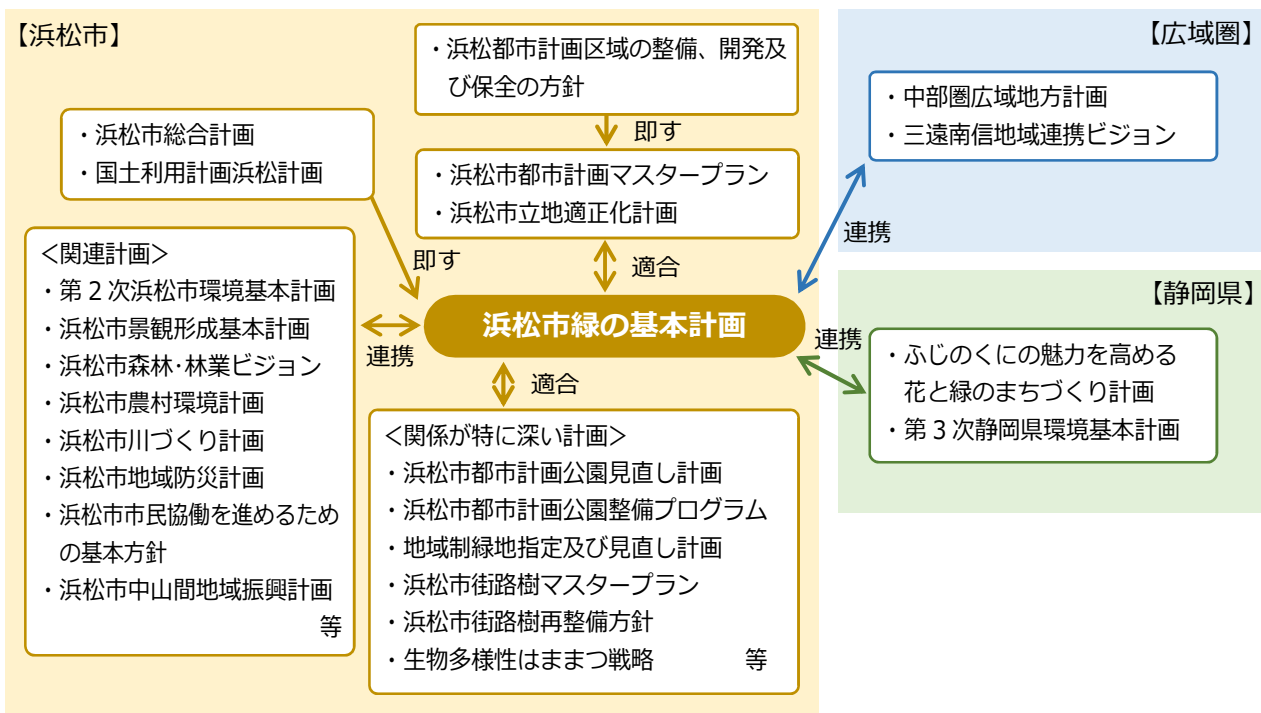 【浜松市】
・浜松都市計画区域の整備、開発及
び保全の方針
即す
・浜松市総合計画
・国土利用計画浜松計画
即す
・浜松市都市計画マスタープラン
・浜松市立地適正化計画
適合
浜松市緑の基本計画
<関連計画>
・第2次浜松市環境基本計画
・浜松市景観形成基本計画
・浜松市森林・林業ビジョン
・浜松市農村環境計画
・浜松市川づくり計画
・浜松市地域防災計画
・浜松市市民協働を進めるため
の基本方針
・浜松市中山間地域振興計画
等
連携
適合
<関係が特に深い計画>
・浜松市都市計画公園見直し計画
・浜松市都市計画公園整備プログラム
・地域制緑地指定及び見直し計画
・浜松市街路樹マスタープラン
・浜松市街路樹再整備方針
・生物多様性はままつ戦略 等
【広域圏】
・中部圏広域地方計画
・三遠南信地域連携ビジョン
連携
【静岡県】
連携
・ふじのくにの魅力を高める
花と緑のまちづくり計画
・第3次静岡県環境基本計画